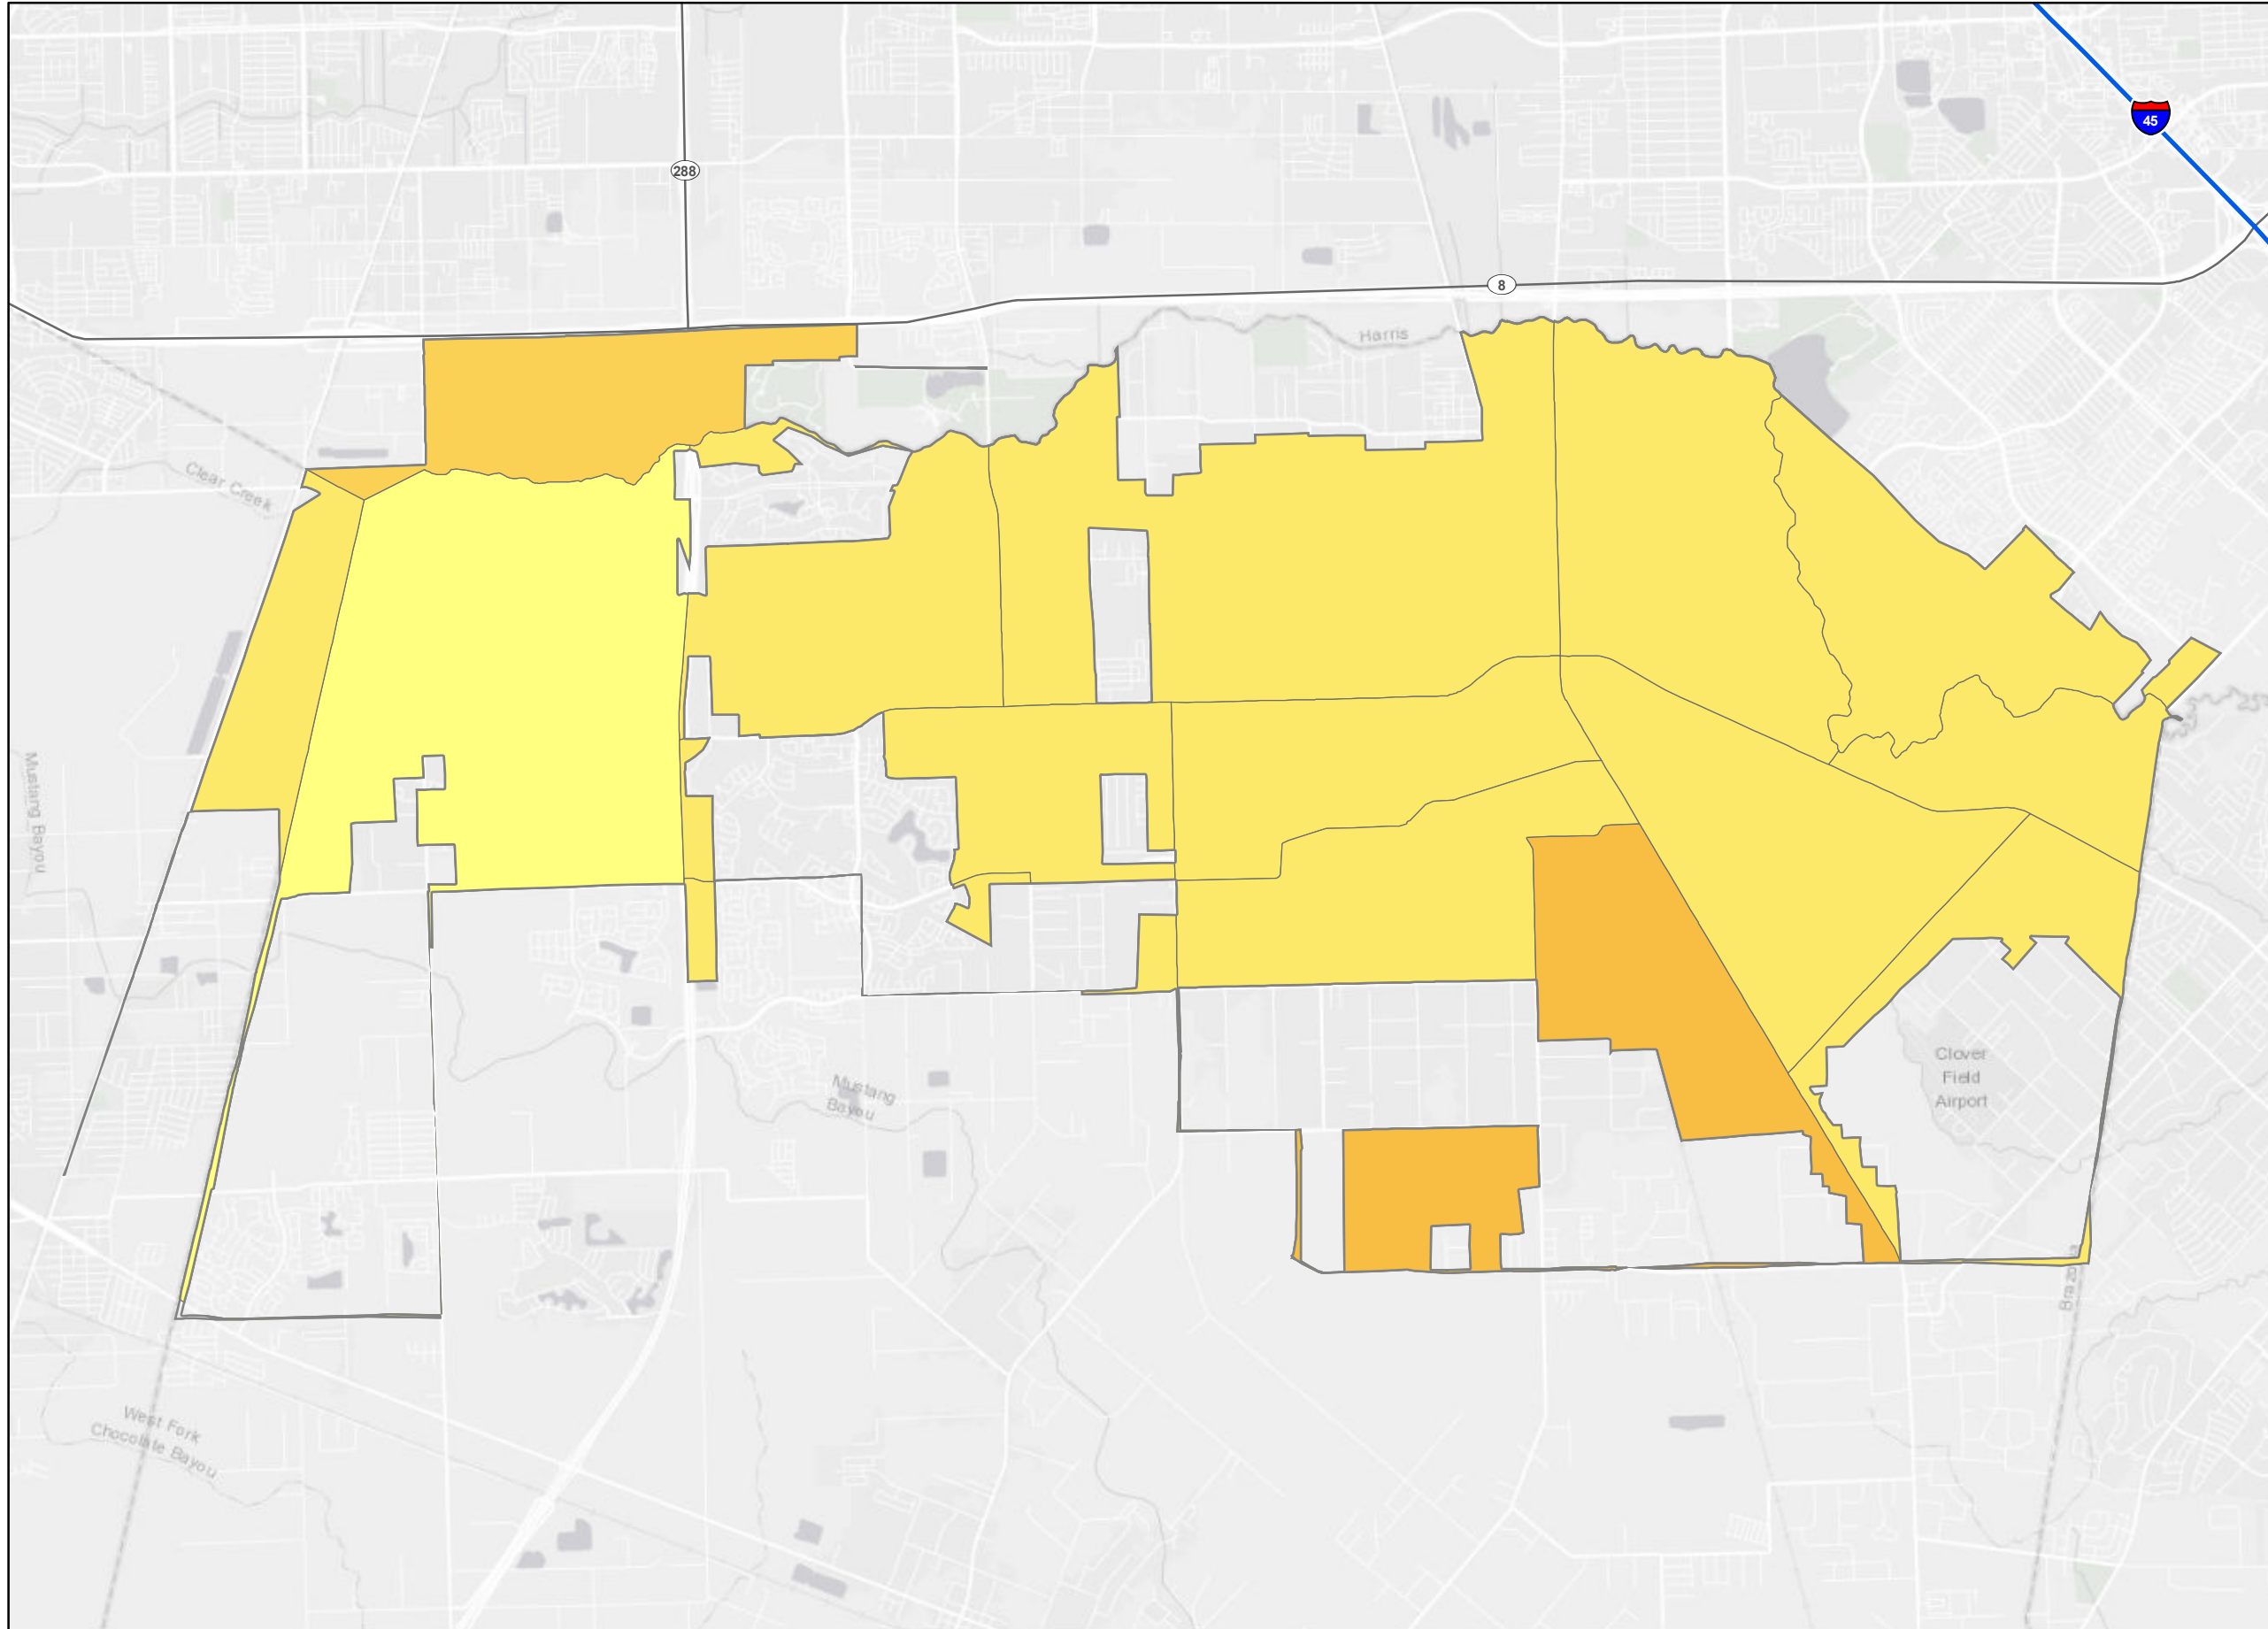 45
288
8
Harris
Clear Creek
Mustang Bayou
Clover
Field
Airport
Mustang
Bayou
West Fork
Chocolate Bayou